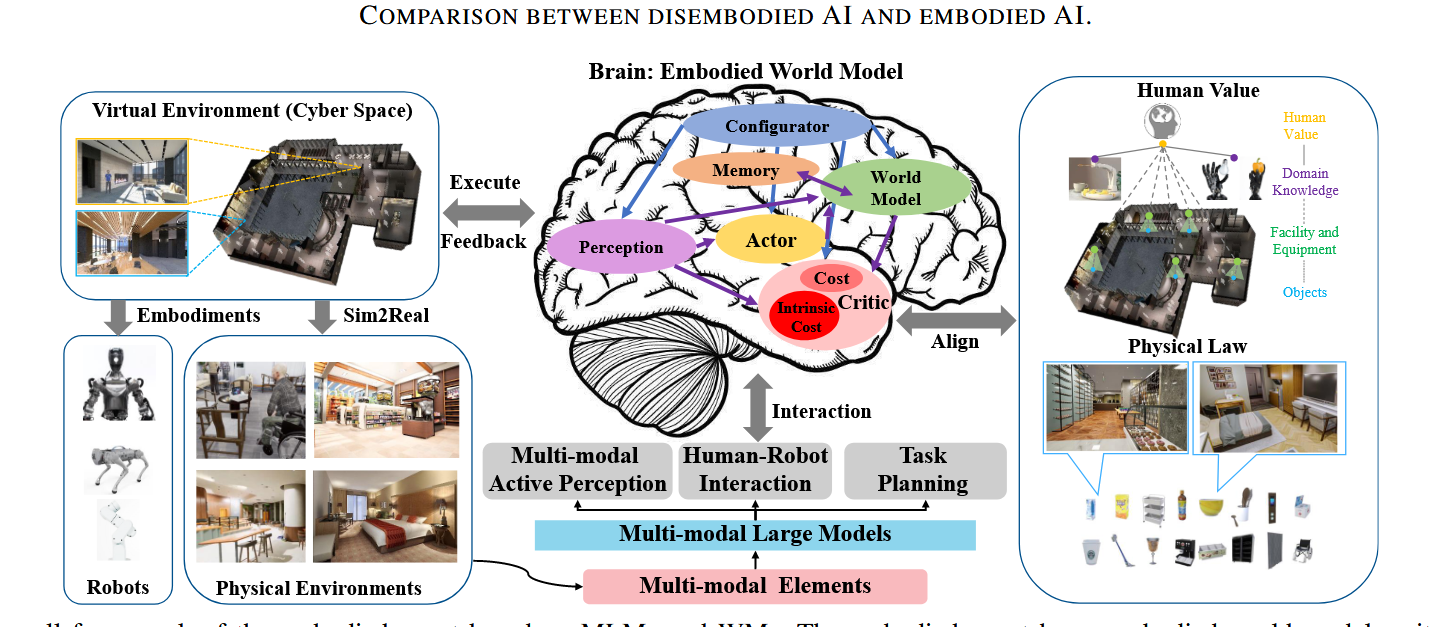 COMPARISON BETWEEN DISEMBODIED AI AND EMBODIED AI.
Brain: Embodied World Model
Virtual Environment (Cyber Space)
Execute
Feedback
Embodiments
Sim2Real
Robots
Physical Environments
Configurator
Memory
World
Model
Perception
Actor
Cost
Critic
Intrinsic
Cost
Align
Interaction
Multi-modal
Active Perception
Human-Robot
Interaction
Task
Planning
Multi-modal Large Models
Multi-modal Elements
Human Value
Human
Value
Domain
Knowledge
Facility and
Equipment
Objects
Physical Law